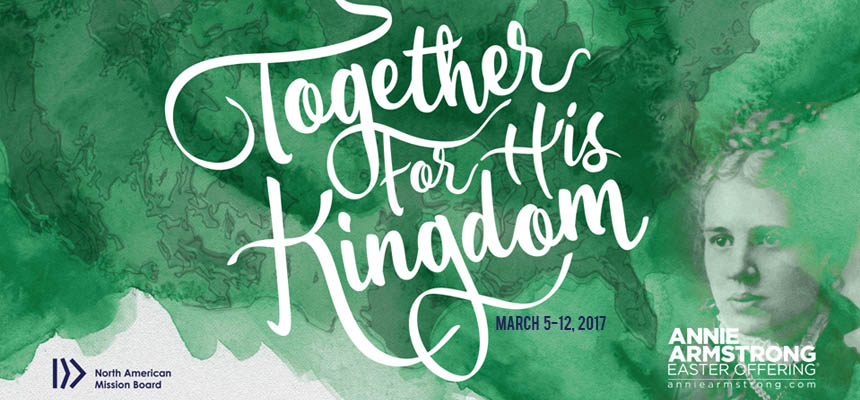 Together
For His
Kingdom
MARCH 5-12, 2017
North American
Mission Board
ANNIE
ARMSTRONG
EASTER OFFERING®
anniearmstrong.com